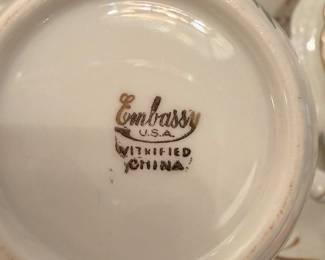 Embassy
U.S.A.
VITRIFIED
CHINA